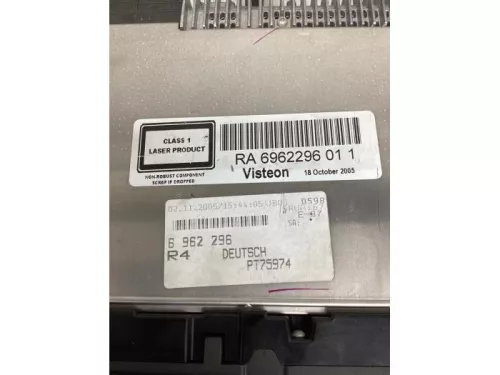 CLASS 1
LASER PRODUCT
NON-ROBUST COMPONENT
SCRAP IF DROPPED
RA 6962296 01 1
Visteon 18 October 2005
0598
6 962 296
R4 DEUTSCH
PT75974